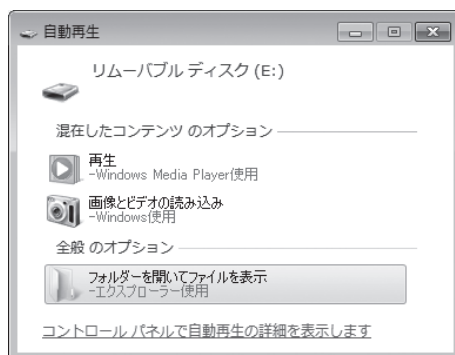 自動再生
リムーバブル ディスク (E:)
混在したコンテンツ のオプション
再生
-Windows Media Player使用
画像とビデオの読み込み
-Windows使用
全般 のオプション
フォルダーを開いてファイルを表示
-エクスプローラー使用
コントロール パネルで自動再生の詳細を表示します